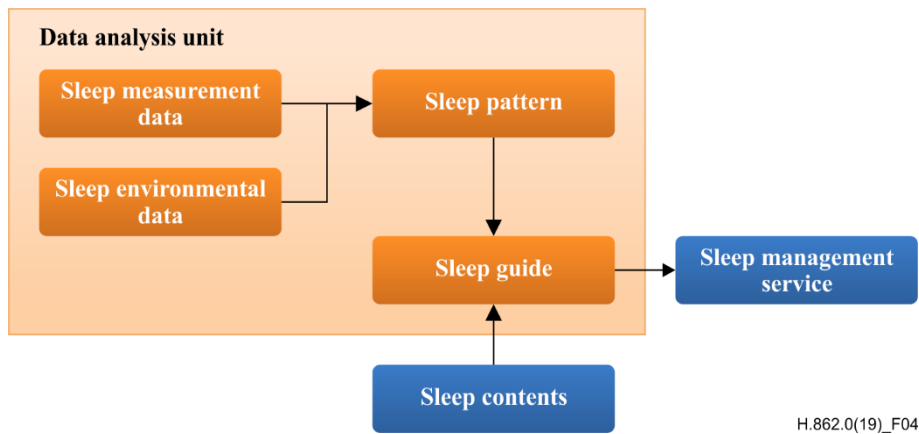 Data analysis unit
Sleep measurement
data
Sleep pattern
Sleep environmental
data
Sleep guide
Sleep management
service
Sleep contents
H.862.0(19)_F04